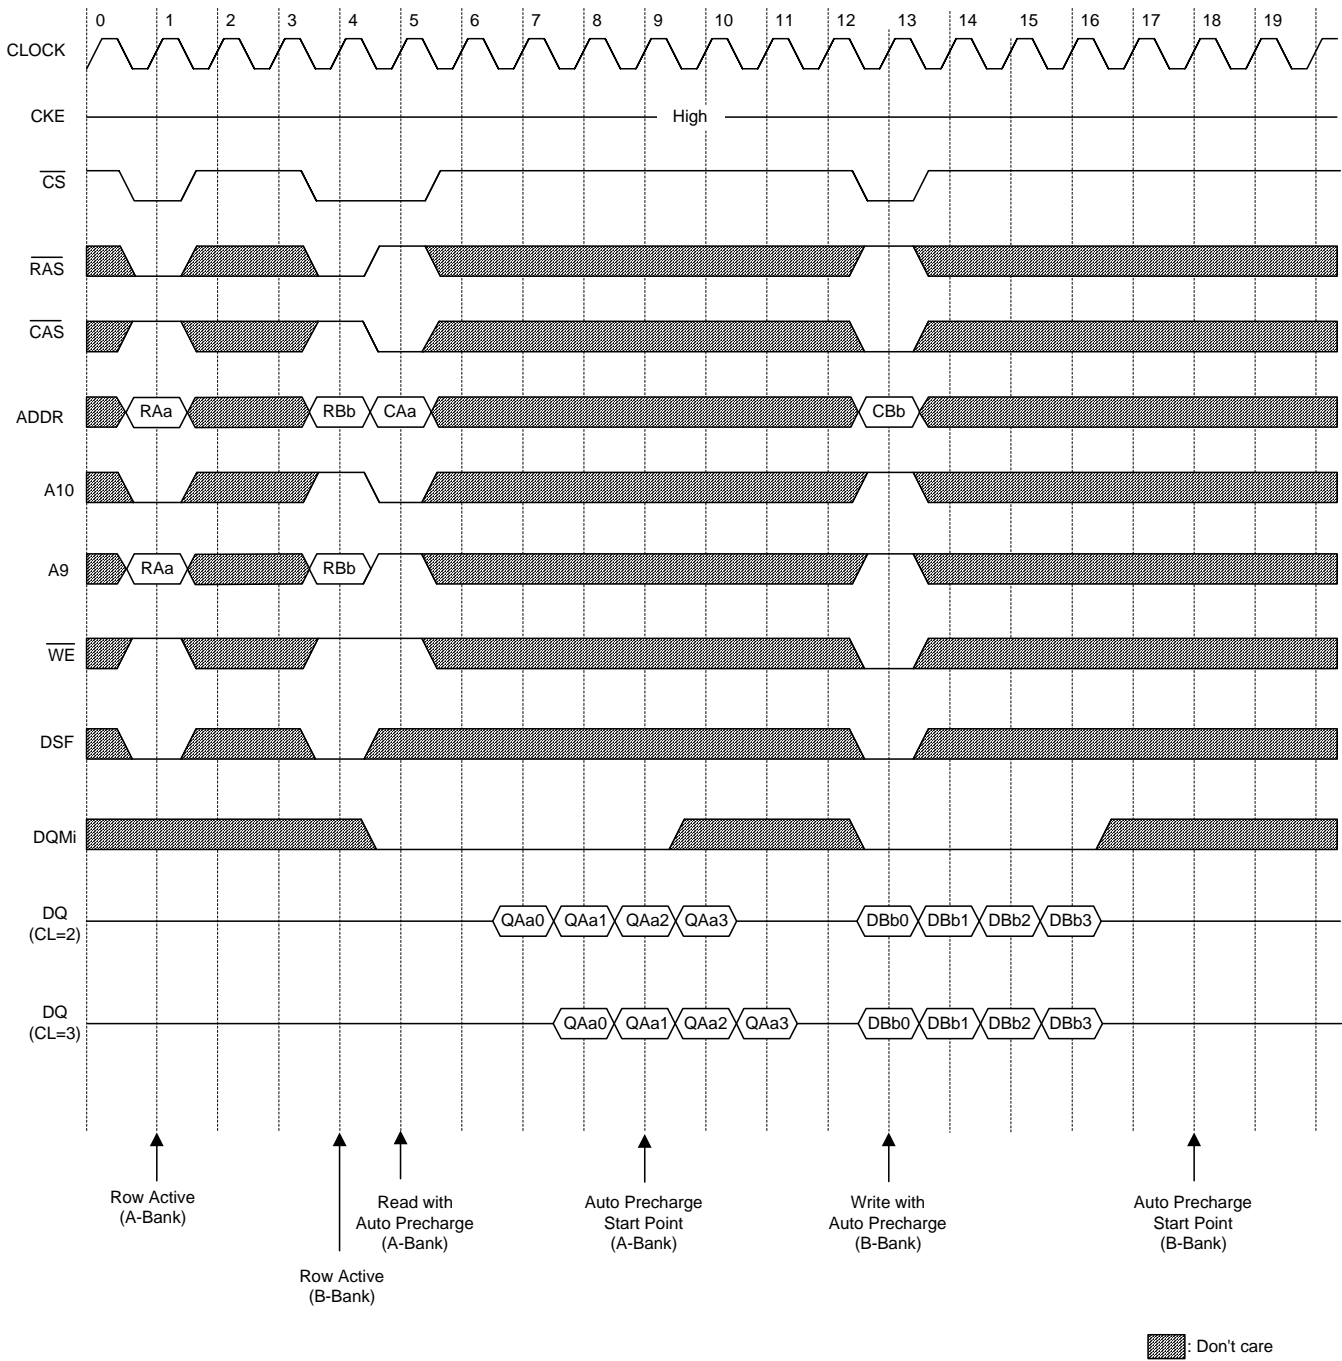 0 1 2 3 4 5 6 7 8 9 10 11 12 13 14 15 16 17 18 19
CLOCK
CKE
High
CS
RAS
CAS
ADDR
RAa RBb CAa CBb
A10
A9
RAa RBb
WE
DSF
DQMi
DQ
(CL=2)
QAa0 QAa1 QAa2 QAa3 DBb0 DBb1 DBb2 DBb3
DQ
(CL=3)
QAa0 QAa1 QAa2 QAa3 DBb0 DBb1 DBb2 DBb3
Row Active
(A-Bank)
Row Active
(B-Bank)
Read with
Auto Precharge
(A-Bank)
Auto Precharge
Start Point
(A-Bank)
Write with
Auto Precharge
(B-Bank)
Auto Precharge
Start Point
(B-Bank)
: Don't care